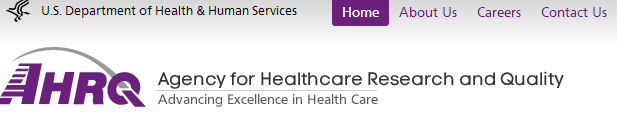 U.S. Department of Health & Human Services
Home About Us Careers Contact Us
AHRQ
Agency for Healthcare Research and Quality
Advancing Excellence in Health Care